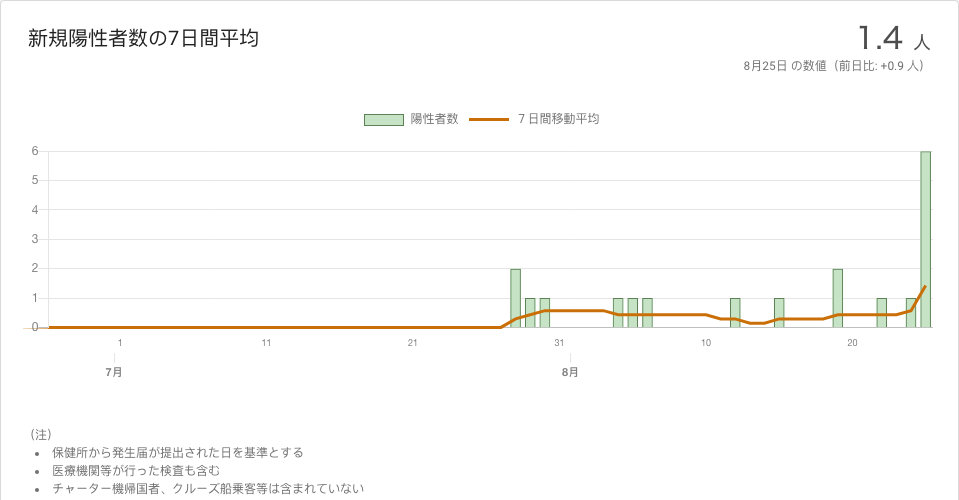 新規陽性者数の7日間平均
1.4 人
8月25日 の数値（前日比: +0.9 人）
陽性者数 7 日間移動平均
6
5
4
3
2
1
0
1 11 21 31 10 20
7月 8月
（注）
• 保健所から発生届が提出された日を基準とする
• 医療機関等が行った検査も含む
• チャーター機帰国者、クルーズ船乗客等は含まれていない